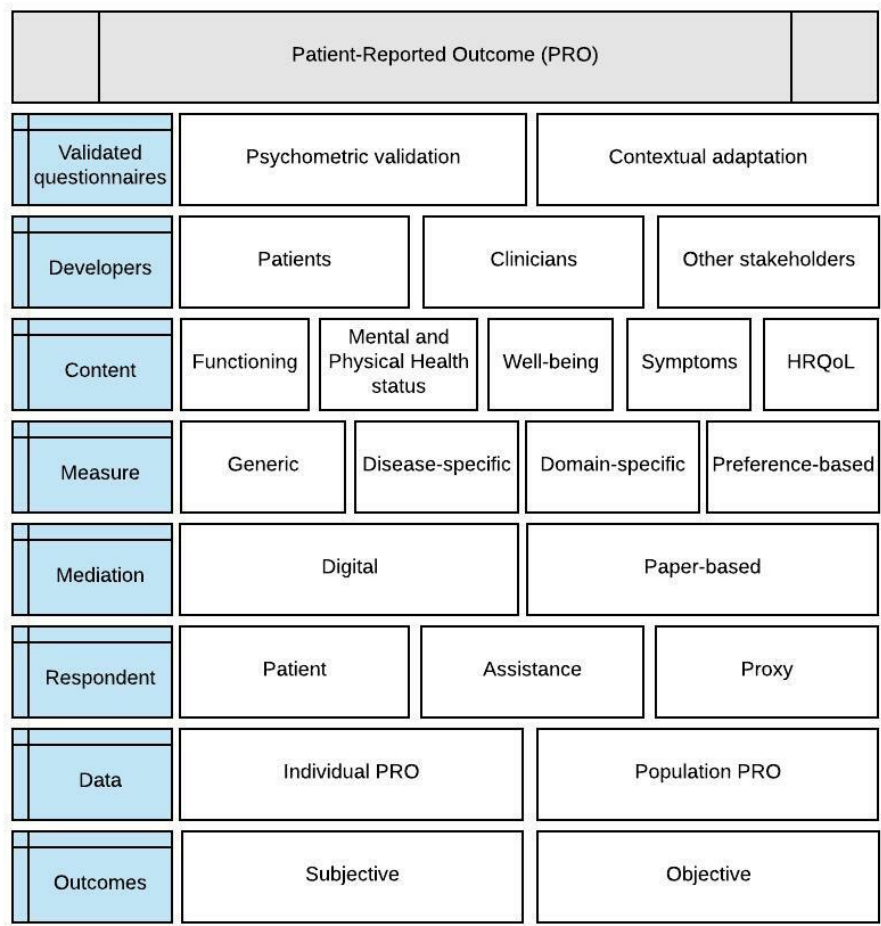 Patient-Reported Outcome (PRO)
Validated
questionnaires
Psychometric validation
Contextual adaptation
Developers
Patients
Clinicians
Other stakeholders
Content
Functioning
Mental and
Physical Health
status
Well-being
Symptoms
HRQoL
Measure
Generic
Disease-specific
Domain-specific
Preference-based
Mediation
Digital
Paper-based
Respondent
Patient
Assistance
Proxy
Data
Individual PRO
Population PRO
Outcomes
Subjective
Objective